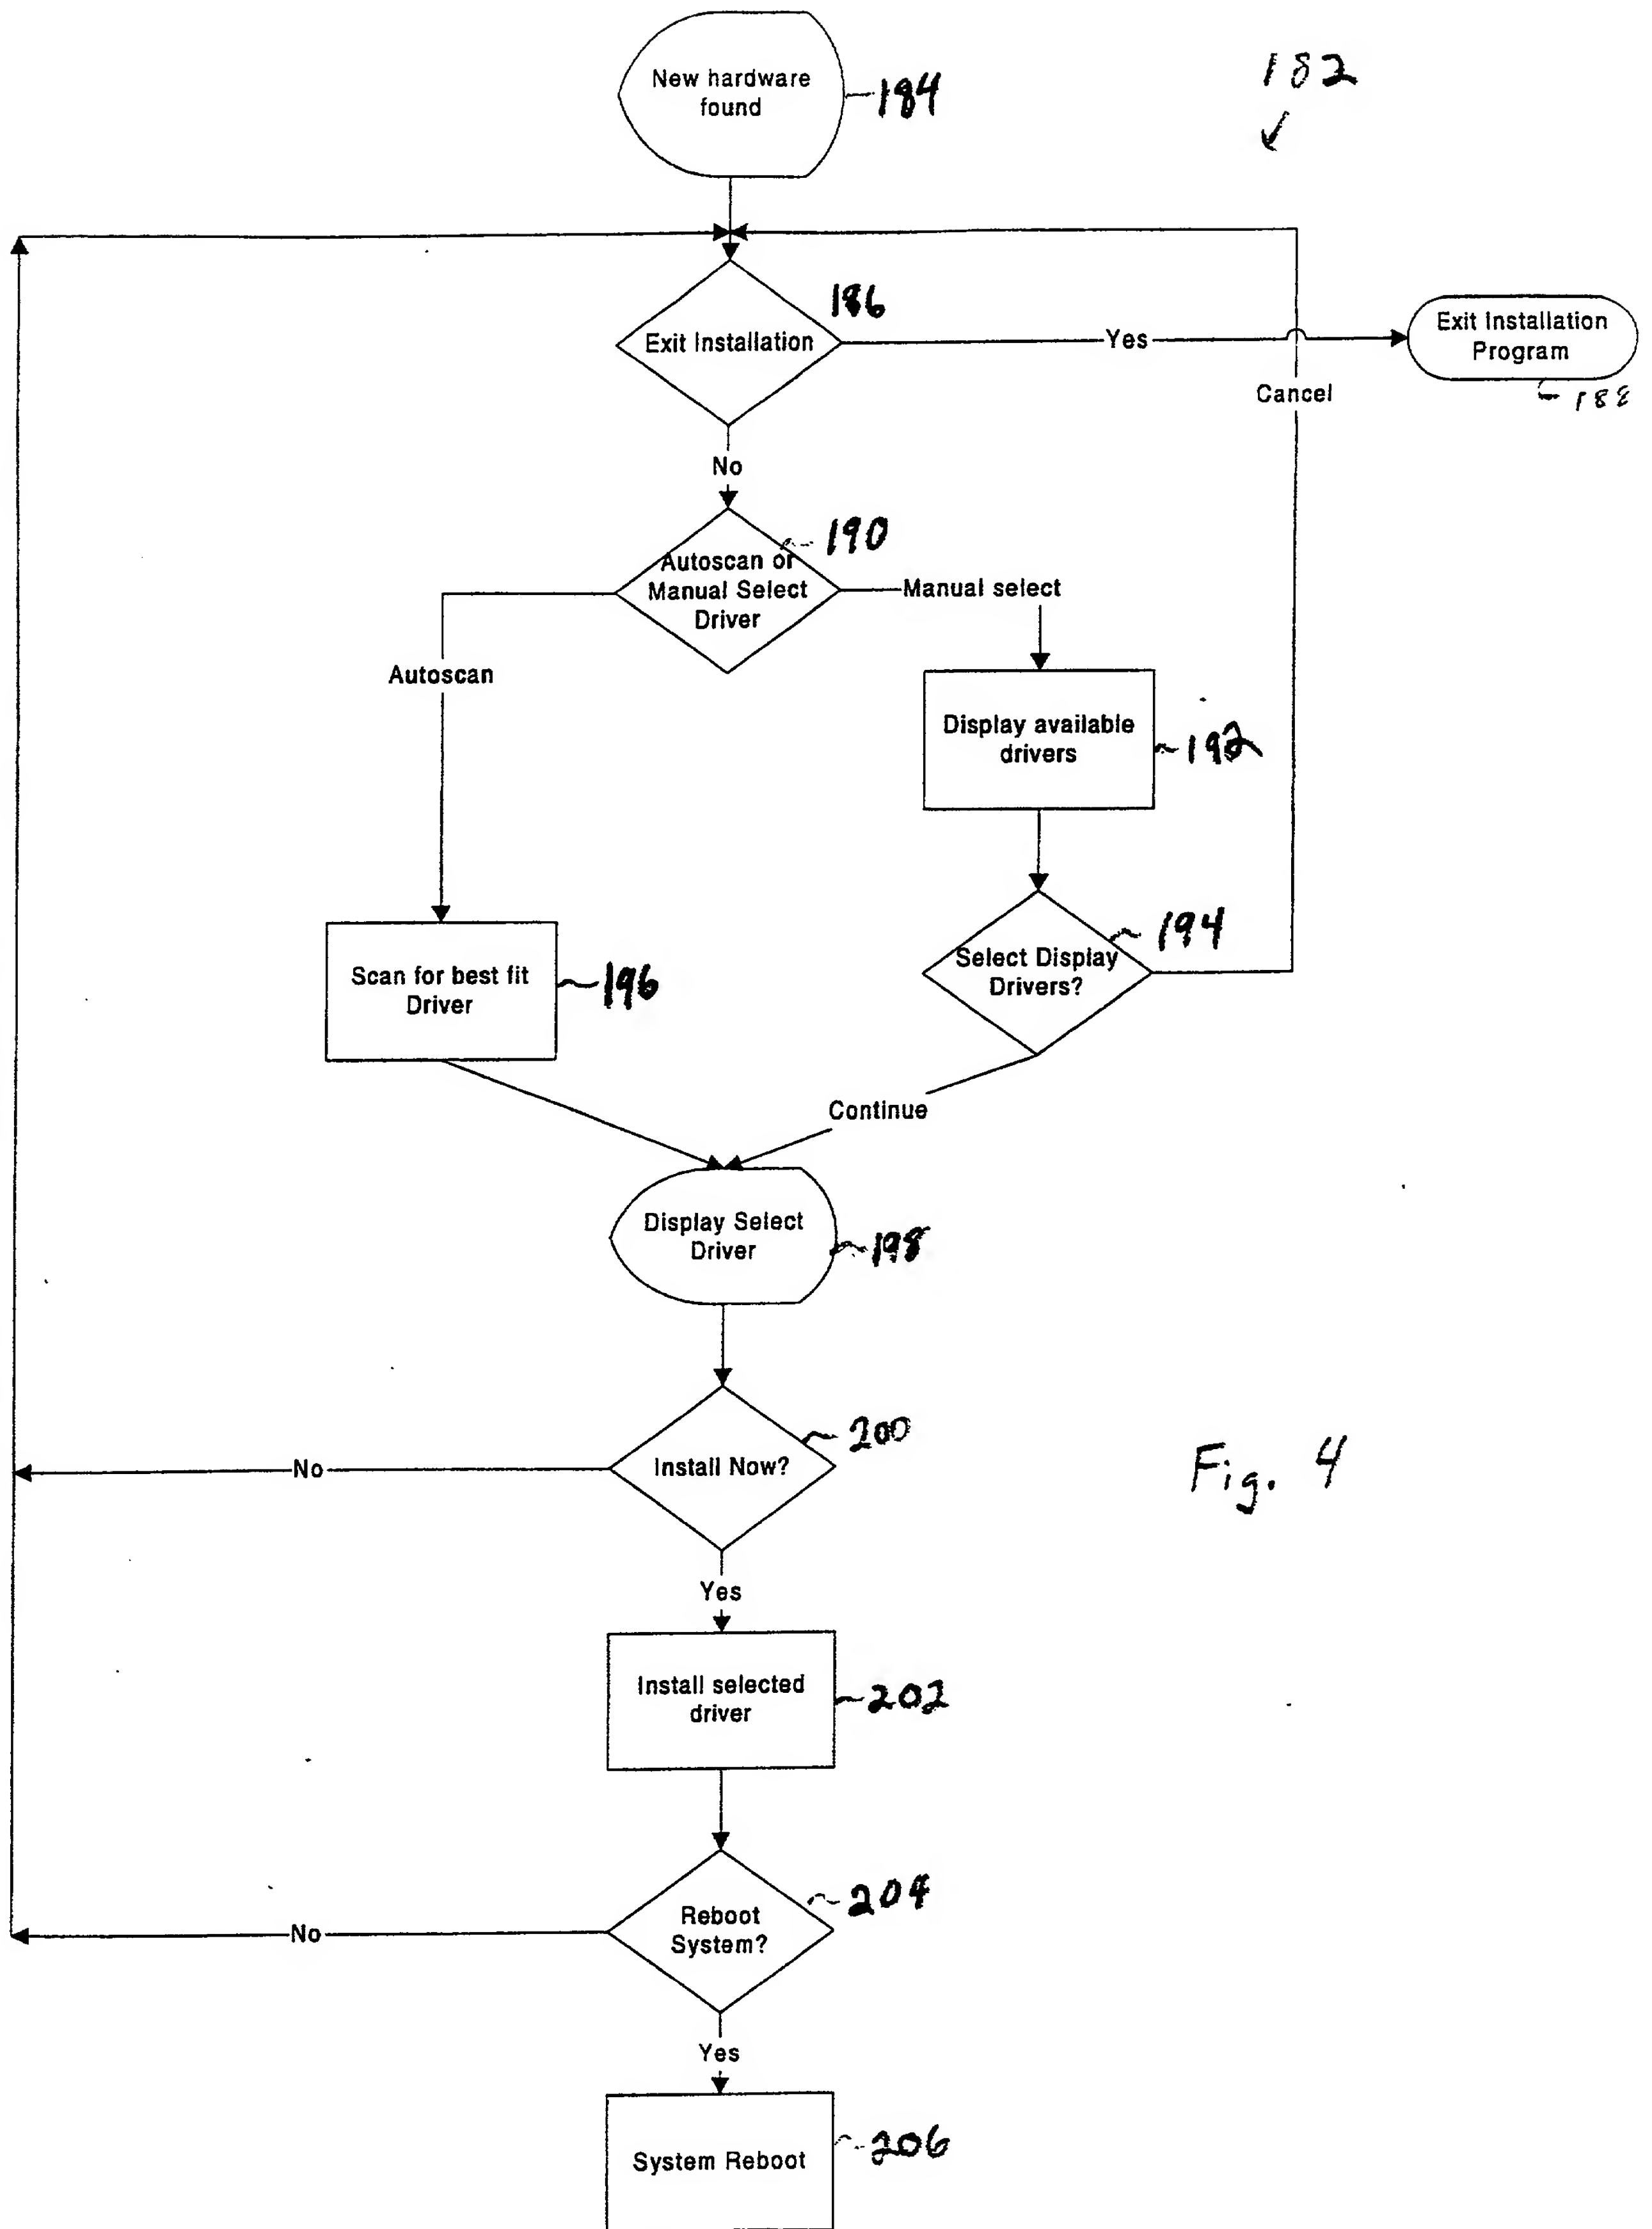 New hardware
found
184
182
186
Exit Installation
Yes
Exit Installation
Program
188
Cancel
No
190
Autoscan or
Manual Select
Driver
Manual select
Autoscan
Display available
drivers
192
194
Select Display
Drivers?
Scan for best fit
Driver
196
Continue
Display Select
Driver
198
200
Install Now?
No
Fig. 4
Yes
Install selected
driver
202
204
Reboot
System?
No
Yes
System Reboot
206